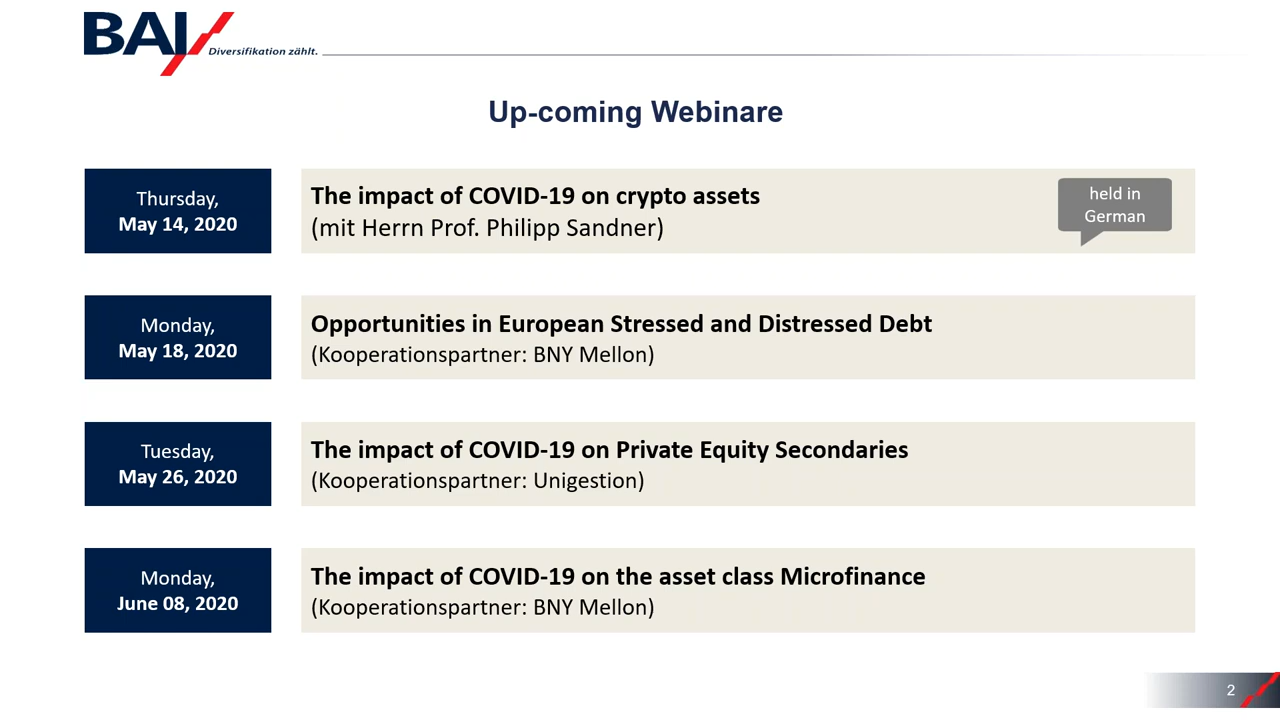 BAI
Diversifikation zählt.
Up-coming Webinare
Thursday,
May 14, 2020
The impact of COVID-19 on crypto assets
(mit Herrn Prof. Philipp Sandner)
held in
German
Monday,
May 18, 2020
Opportunities in European Stressed and Distressed Debt
(Kooperationspartner: BNY Mellon)
Tuesday,
May 26, 2020
The impact of COVID-19 on Private Equity Secondaries
(Kooperationspartner: Unigestion)
Monday,
June 08, 2020
The impact of COVID-19 on the asset class Microfinance
(Kooperationspartner: BNY Mellon)
2